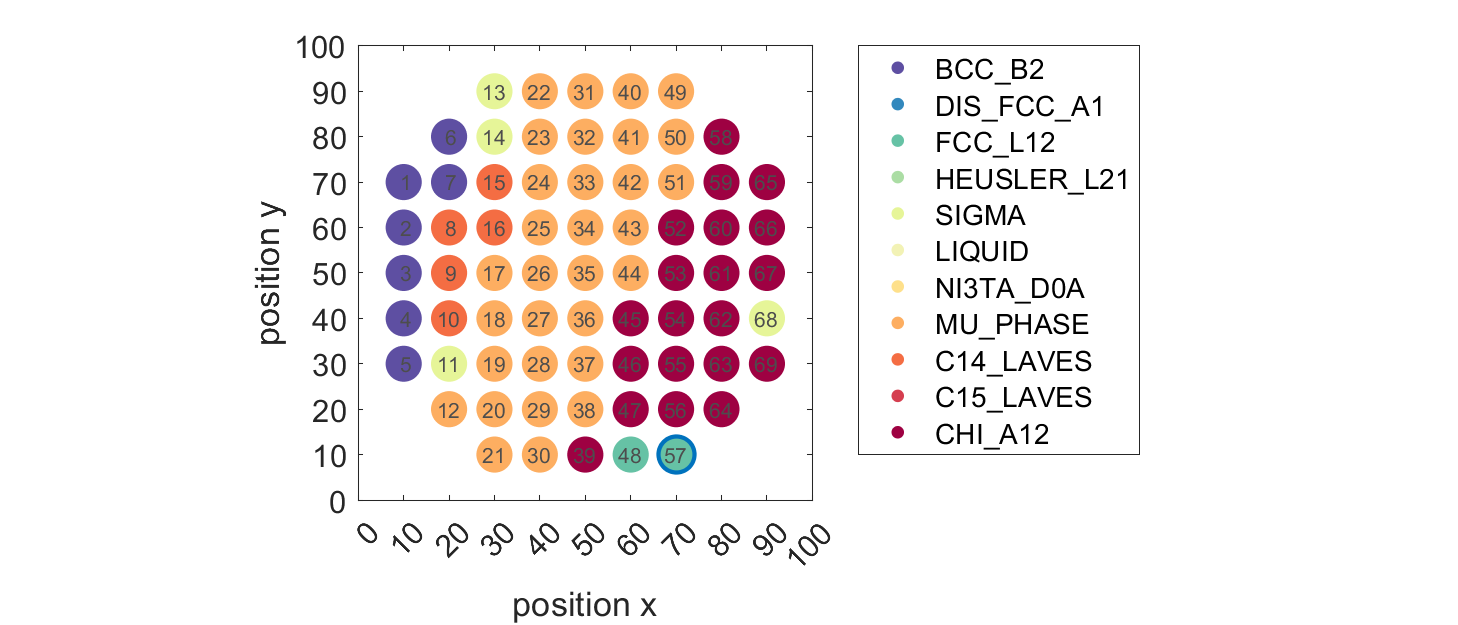 100
90
80
70
60
50
40
30
20
10
0
13 22 31 40 49
6 14 23 32 41 50 58
1 7 15 24 33 42 51 59 65
2 8 16 25 34 43 52 60 66
3 9 17 26 35 44 53 61 67
4 10 18 27 36 45 54 62 68
5 11 19 28 37 46 55 63 69
12 20 29 38 47 56 64
21 30 39 48 57
0 10 20 30 40 50 60 70 80 90 100
position x
position y
BCC_B2
DIS_FCC_A1
FCC_L12
HEUSLER_L21
SIGMA
LIQUID
NI3TA_D0A
MU_PHASE
C14_LAVES
C15_LAVES
CHI_A12